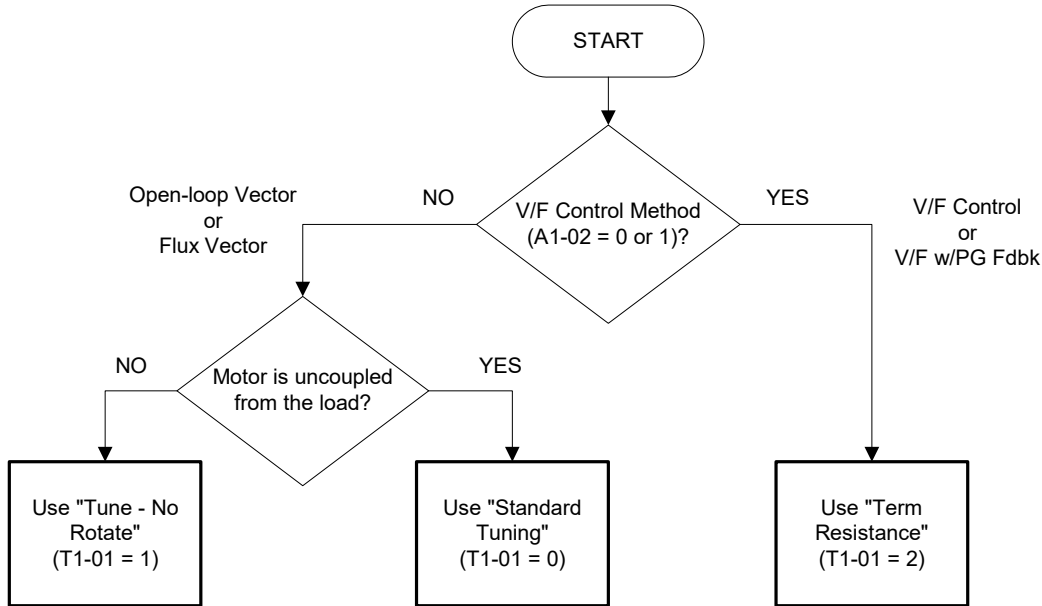 START
V/F Control Method
(A1-02 = 0 or 1)?
NO
YES
Open-loop Vector
or
Flux Vector
V/F Control
or
V/F w/PG Fdbk
Motor is uncoupled
from the load?
NO
YES
Use "Tune - No
Rotate"
(T1-01 = 1)
Use "Standard
Tuning"
(T1-01 = 0)
Use "Term
Resistance"
(T1-01 = 2)